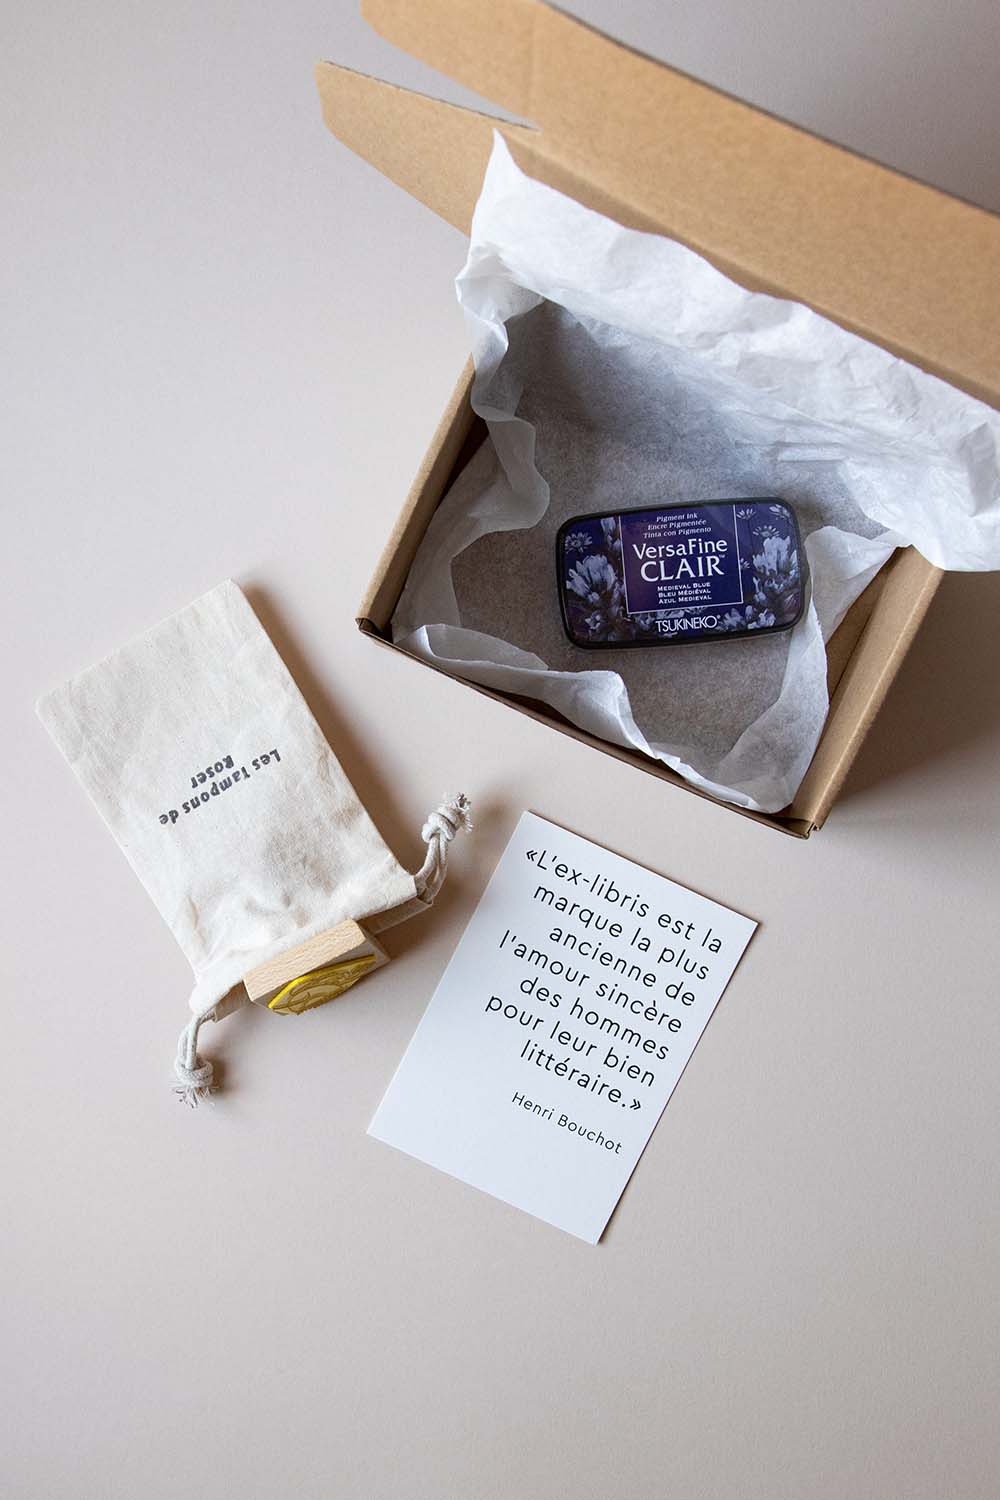 Pigment Ink
Encre Pigmentée
Tinta con Pigmento
VersaFine
CLAIR™
MEDIEVAL BLUE
BLEU MÉDIÉVAL
AZUL MEDIEVAL
TSUKINEKO®
Les Tampons de
Roser
«L'ex-libris est la
marque la plus
ancienne de
l'amour sincère
des hommes
pour leur bien
littéraire.»
Henri Bouchot